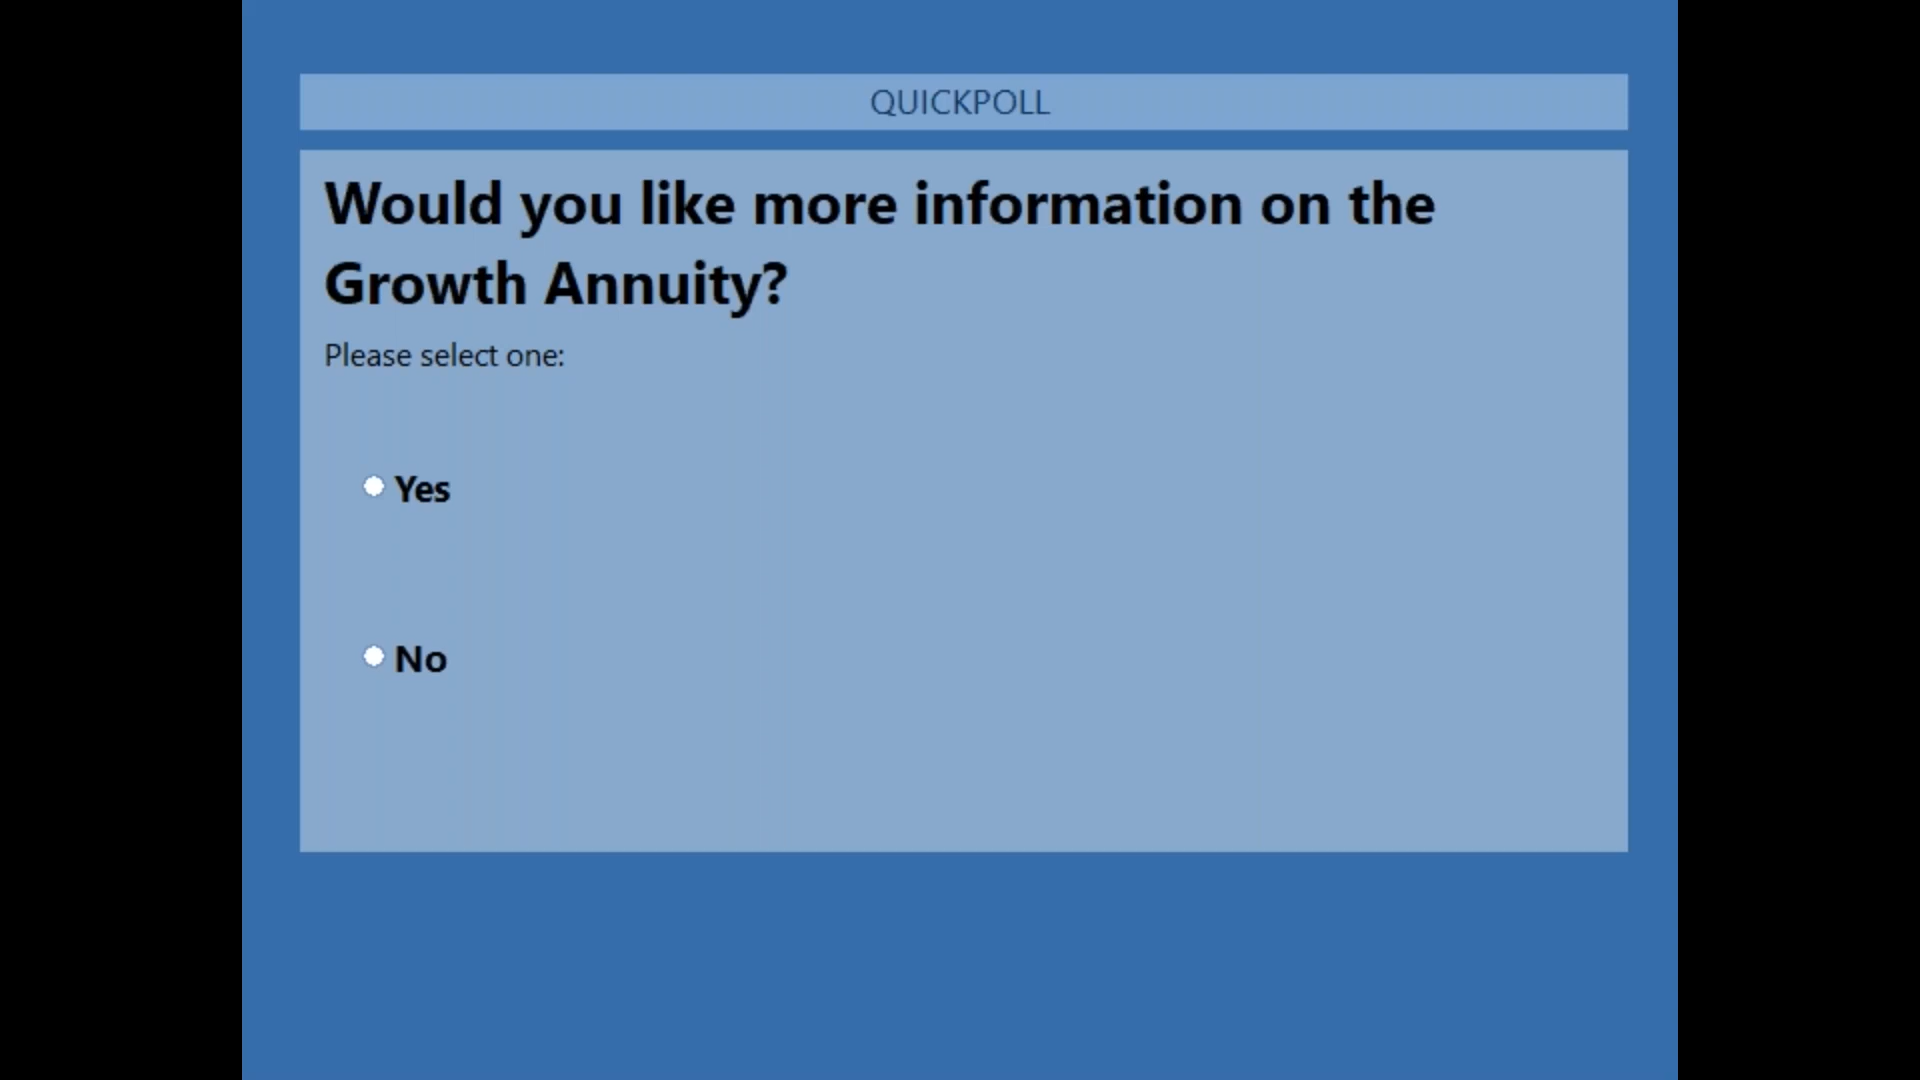 QUICKPOLL
Would you like more information on the
Growth Annuity?
Please select one:
Yes
No